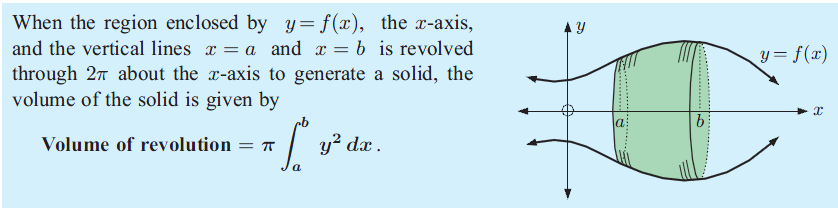 When the region enclosed by y = f(x), the x-axis,
and the vertical lines x = a and x = b is revolved
through 2π about the x-axis to generate a solid, the
volume of the solid is given by
Volume of revolution = π ∫_a^b y² dx.
y
y = f(x)
x
a
b